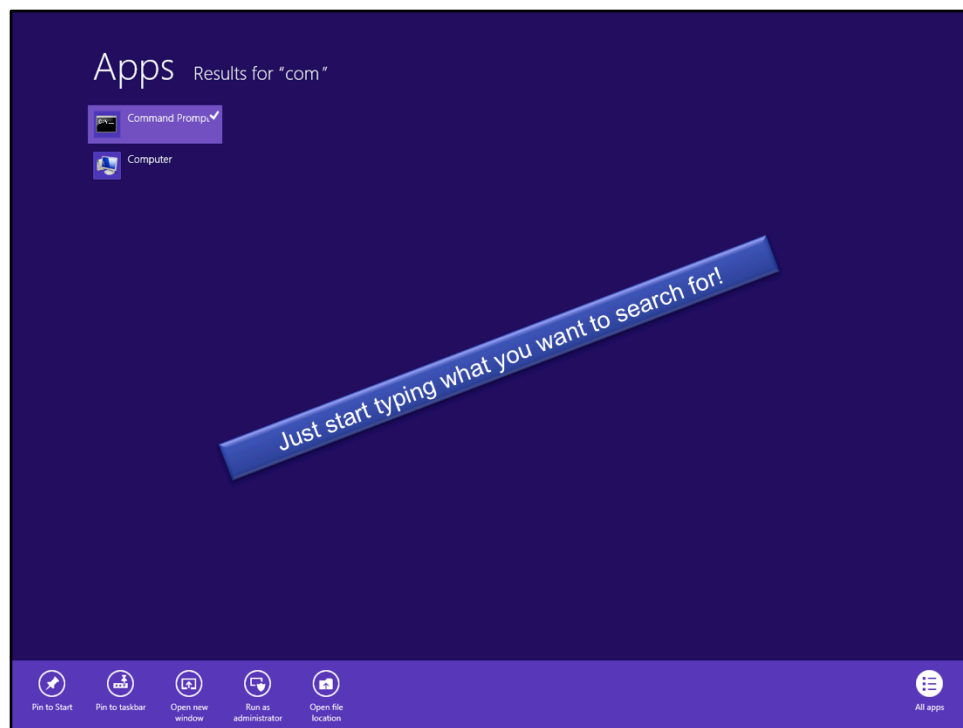 Apps Results for “com”
Command Prompt
Computer
Just start typing what you want to search for!
Pin to Start
Pin to taskbar
Open new
window
Run as
administrator
Open file
location
All apps